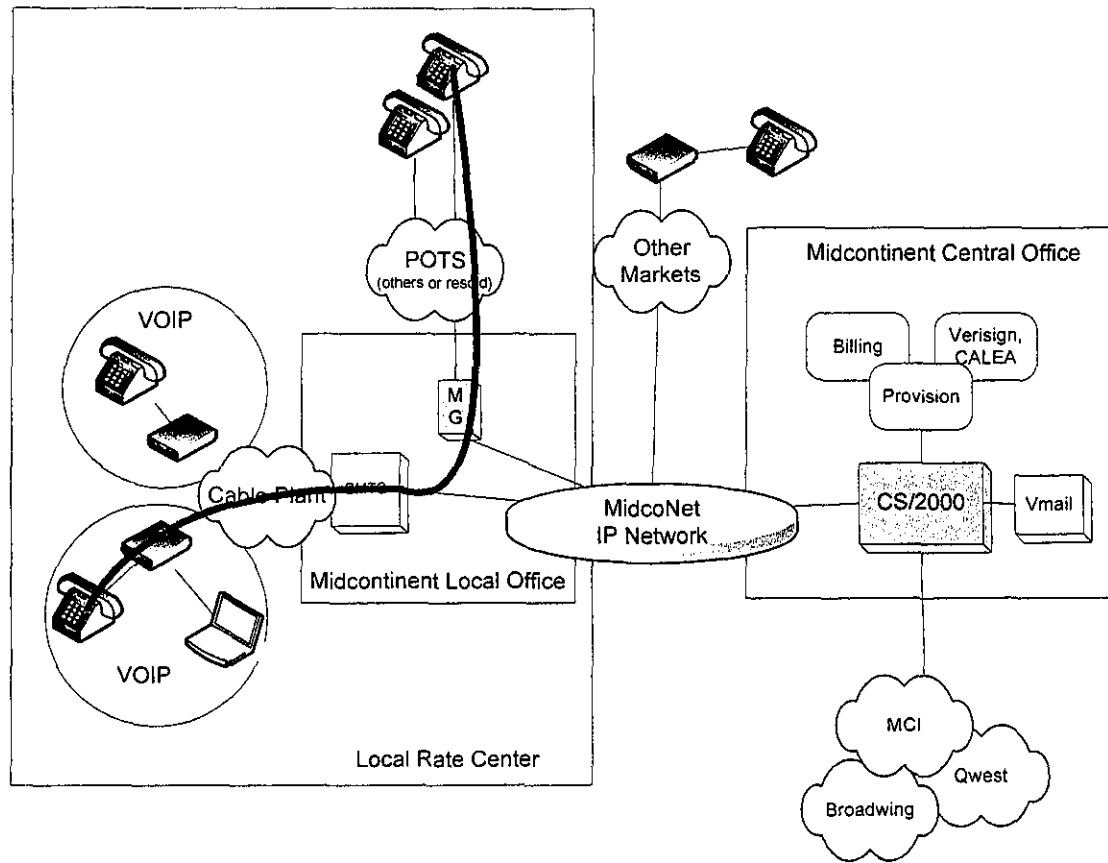 POTS
(others or resold)
Other
Markets
Midcontinent Central Office
VOIP
Billing
Verisign,
CALEA
Provision
M
G
Cable Plant
CMTS
MidcoNet
IP Network
CS/2000
Vmail
Midcontinent Local Office
VOIP
MCI
Qwest
Broadwing
Local Rate Center